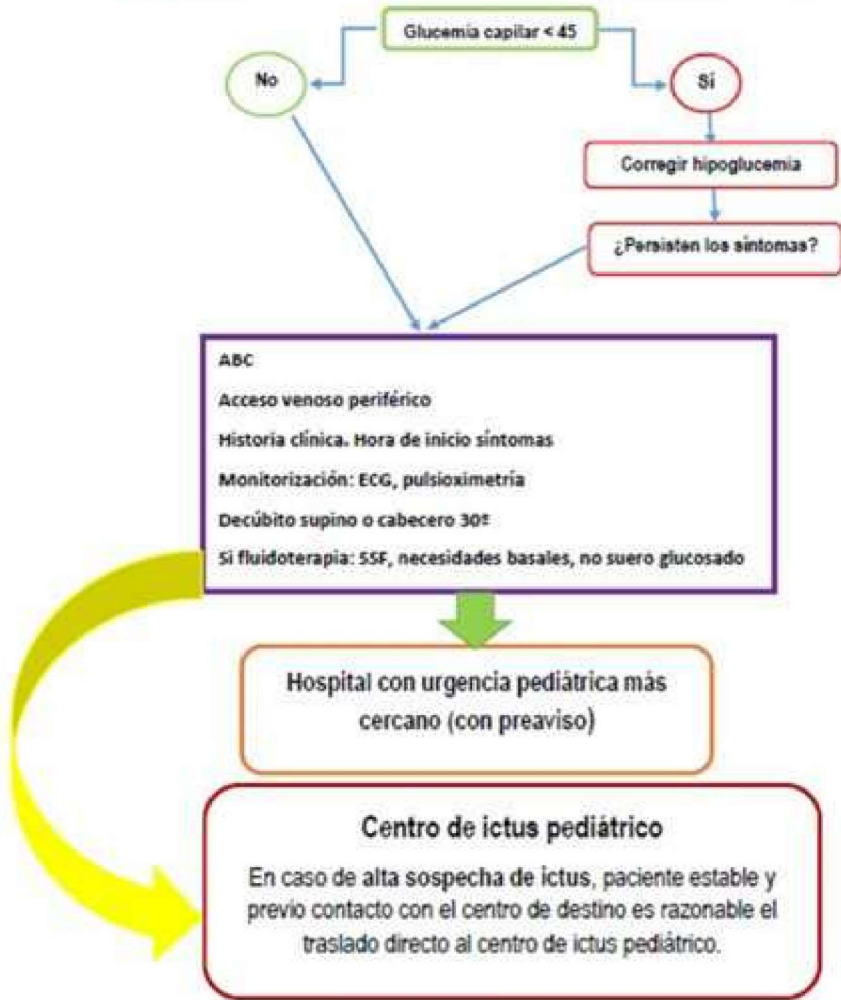 Glucemia capilar < 45
No
Sí
Corregir hipoglucemia
¿Persisten los síntomas?
ABC
Acceso venoso periférico
Historia clínica. Hora de inicio síntomas
Monitorización: ECG, pulsioximetría
Decúbito supino o cabecero 30º
Si fluidoterapia: SSF, necesidades basales, no suero glucosado
Hospital con urgencia pediátrica más
cercano (con preaviso)
Centro de ictus pediátrico
En caso de alta sospecha de ictus, paciente estable y
previo contacto con el centro de destino es razonable el
traslado directo al centro de ictus pediátrico.